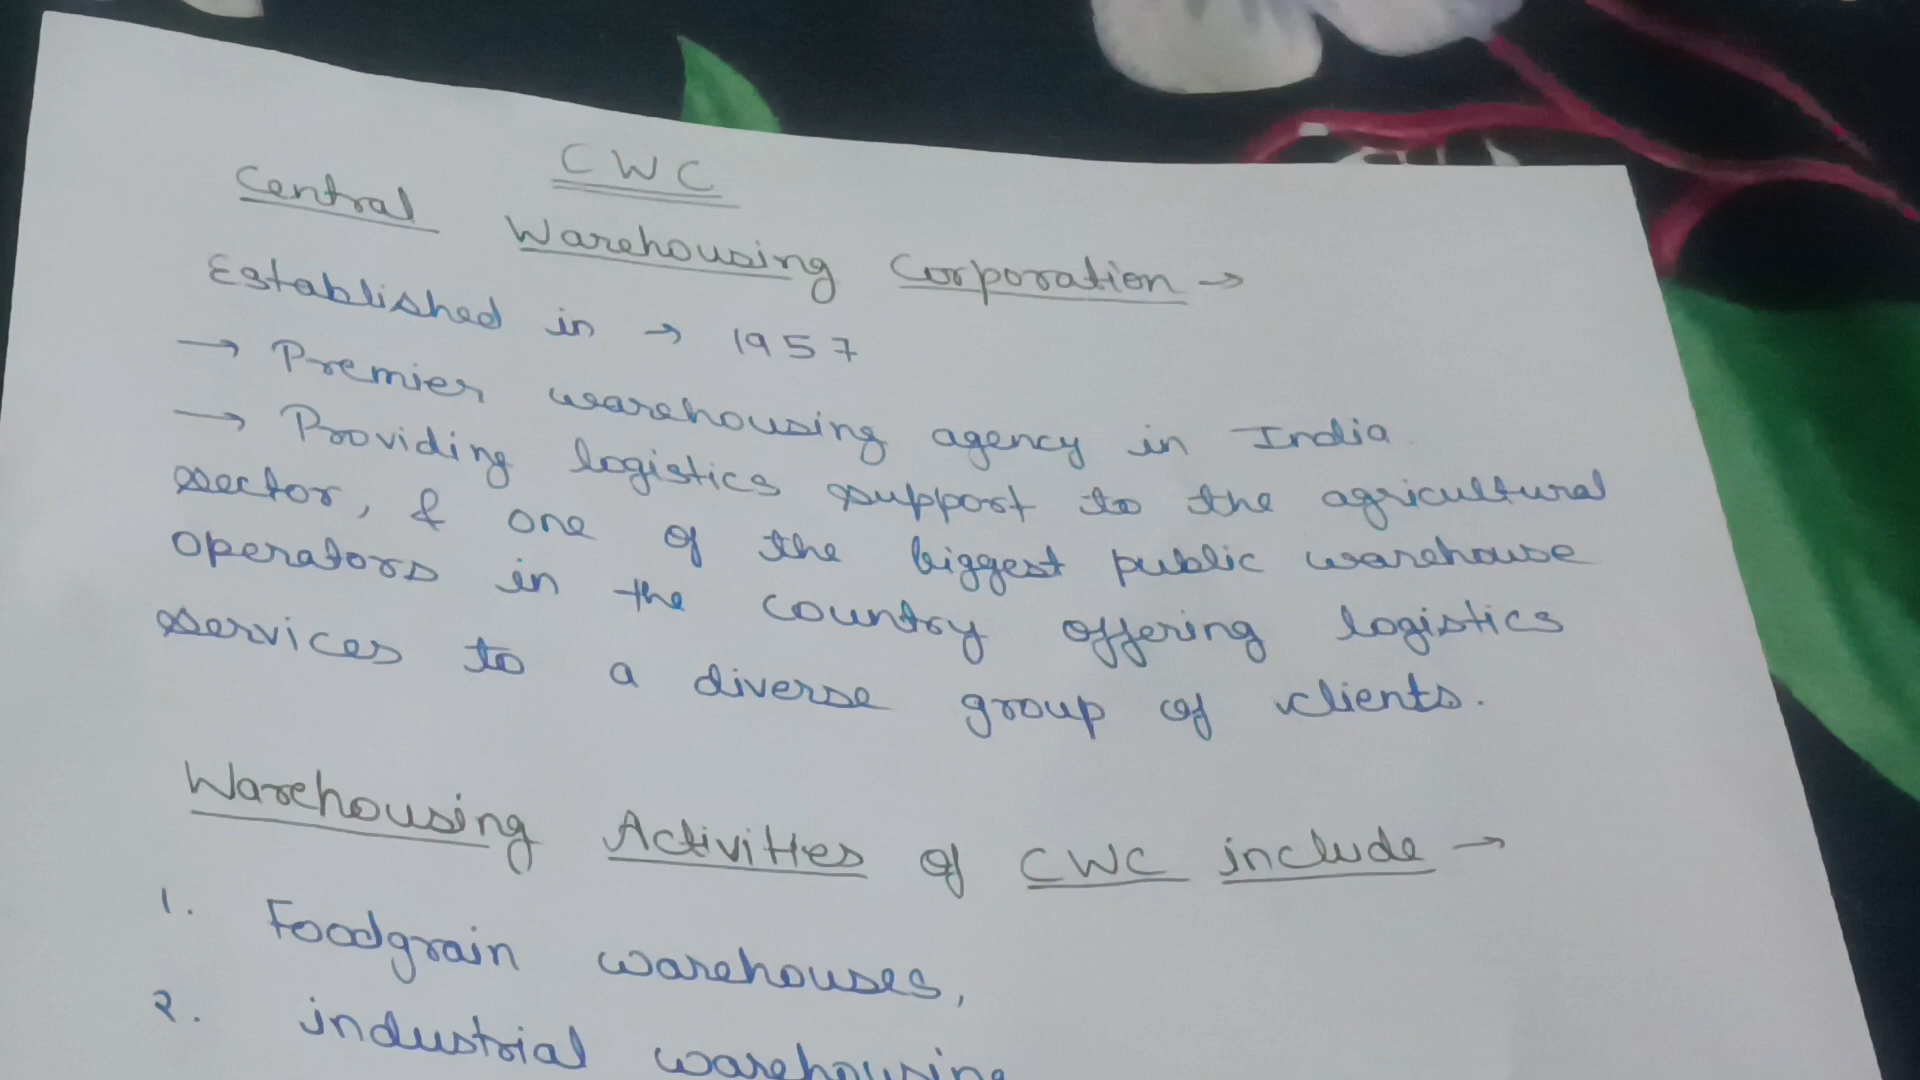 CWC
Central Warehousing Corporation →
Established in → 1957
→ Premier warehousing agency in India
→ Providing logistics support to the agricultural
sector, & one of the biggest public warehouse
operators in the country offering logistics
services to a diverse group of clients.
Warehousing Activities of CWC include →
1. Foodgrain warehouses,
2. industrial warehousing